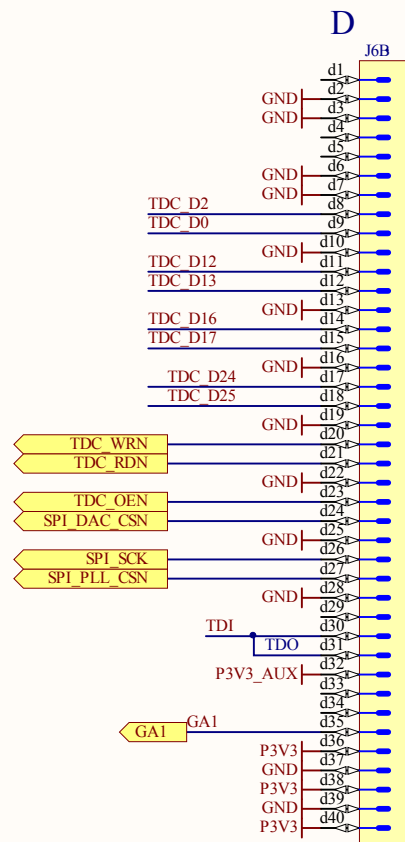 D
J6B
d1
d2
GND
d3
GND
d4
d5
d6
GND
d7
GND
d8
TDC_D2
d9
TDC_D0
d10
GND
d11
TDC_D12
d12
TDC_D13
d13
GND
d14
TDC_D16
d15
TDC_D17
d16
GND
d17
TDC_D24
d18
TDC_D25
d19
GND
d20
TDC_WRN
d21
TDC_RDN
d22
GND
d23
TDC_OEN
d24
SPI_DAC_CSN
d25
GND
d26
SPI_SCK
d27
SPI_PLL_CSN
d28
GND
d29
d30
TDI
d31
TDO
d32
P3V3_AUX
d33
d34
d35
GA1 GA1
d36
P3V3
d37
GND
d38
P3V3
d39
GND
d40
P3V3